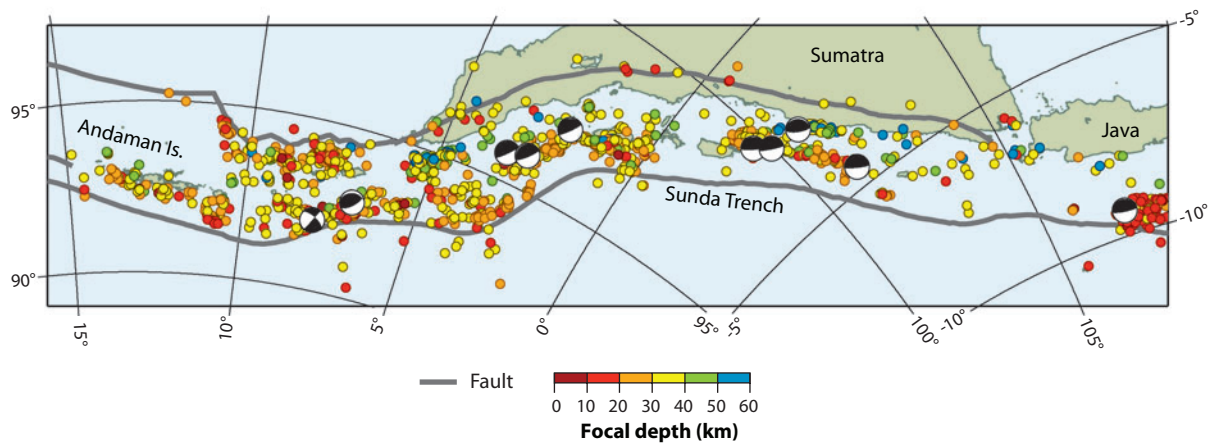 -5°
Sumatra
95°
Java
Andaman Is.
Sunda Trench
-10°
90°
15°
10°
5°
0°
95°
-5°
100°
-10°
105°
Fault
0 10 20 30 40 50 60
Focal depth (km)